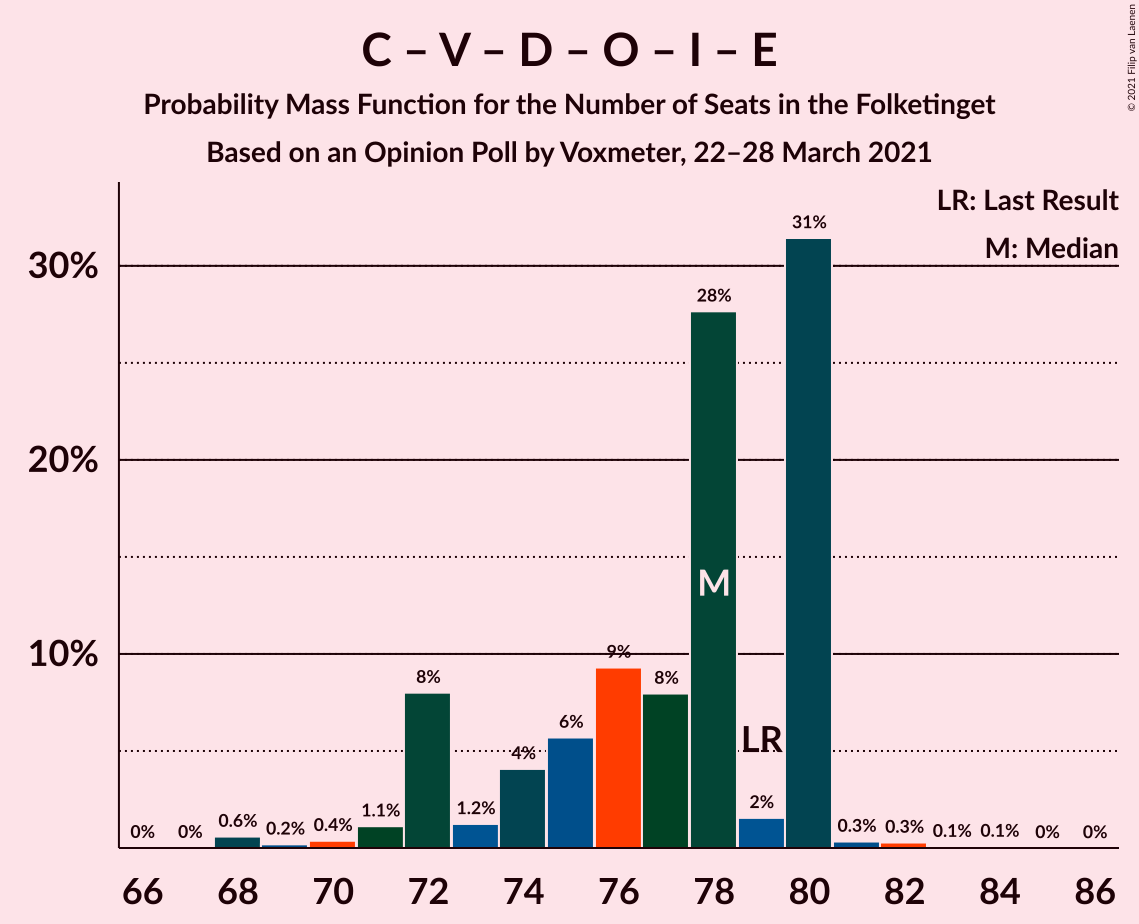 C – V – D – O – I – E
Probability Mass Function for the Number of Seats in the Folketinget
Based on an Opinion Poll by Voxmeter, 22–28 March 2021
© 2021 Filip van Laenen
LR: Last Result
M: Median
30%
20%
10%
0%
0%
0.6%
0.2%
0.4%
1.1%
8%
1.2%
4%
6%
9%
8%
28%
2%
31%
0.3%
0.3%
0.1%
0.1%
0%
0%
M
LR
66 68 70 72 74 76 78 80 82 84 86